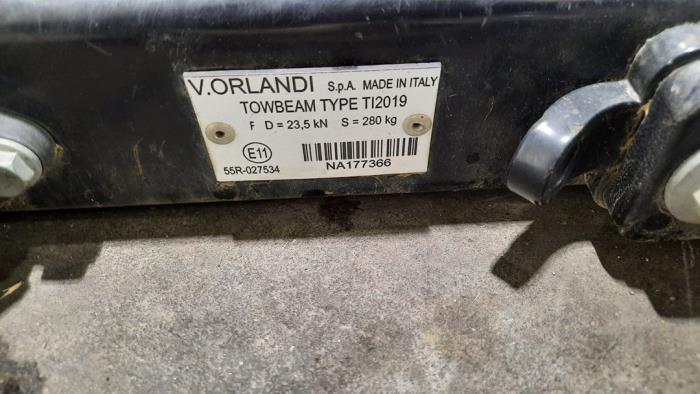 V.ORLANDI S.p.A. MADE IN ITALY
TOWBEAM TYPE TI2019
F D = 23,5 kN S = 280 kg
E11
55R-027534 NA177366